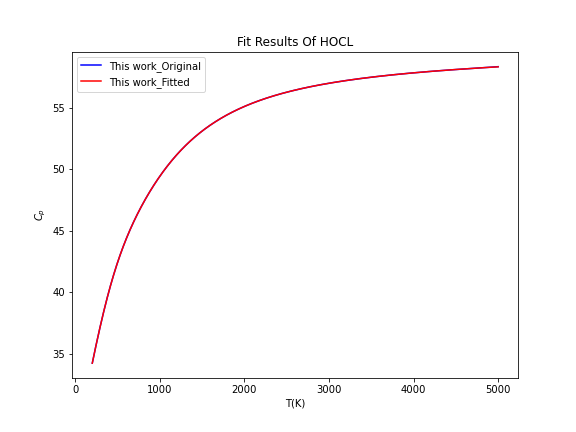 Fit Results Of HOCL
This work_Original
This work_Fitted
55
50
45
40
35
C_p
0 1000 2000 3000 4000 5000
T(K)